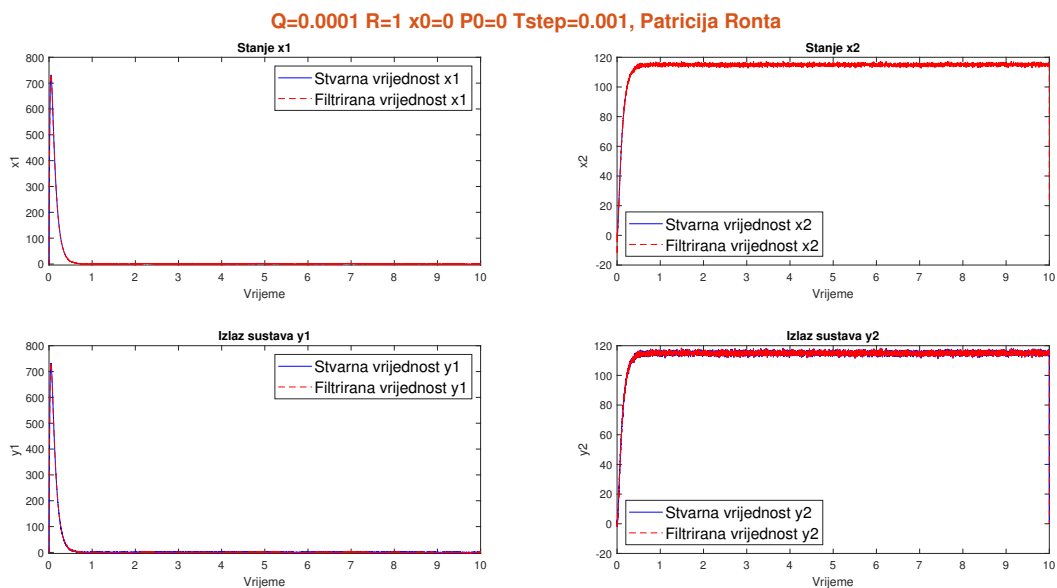 Q=0.0001 R=1 x0=0 P0=0 Tstep=0.001, Patricija Ronta
Stanje x1
800
700
600
500
400
300
200
100
0
x1
Stvarna vrijednost x1
Filtrirana vrijednost x1
0 1 2 3 4 5 6 7 8 9 10
Vrijeme
Stanje x2
120
100
80
60
40
20
0
-20
x2
Stvarna vrijednost x2
Filtrirana vrijednost x2
0 1 2 3 4 5 6 7 8 9 10
Vrijeme
Izlaz sustava y1
800
700
600
500
400
300
200
100
0
y1
Stvarna vrijednost y1
Filtrirana vrijednost y1
0 1 2 3 4 5 6 7 8 9 10
Vrijeme
Izlaz sustava y2
120
100
80
60
40
20
0
-20
y2
Stvarna vrijednost y2
Filtrirana vrijednost y2
0 1 2 3 4 5 6 7 8 9 10
Vrijeme